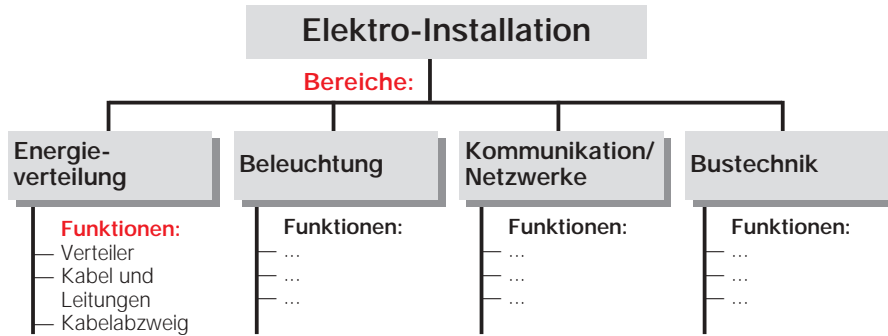 Elektro-Installation
Bereiche:
Energie-
verteilung
Funktionen:
Verteiler
Kabel und
Leitungen
Kabelabzweig
Beleuchtung
Funktionen:
...
...
...
Kommunikation/
Netzwerke
Funktionen:
...
...
...
Bustechnik
Funktionen:
...
...
...